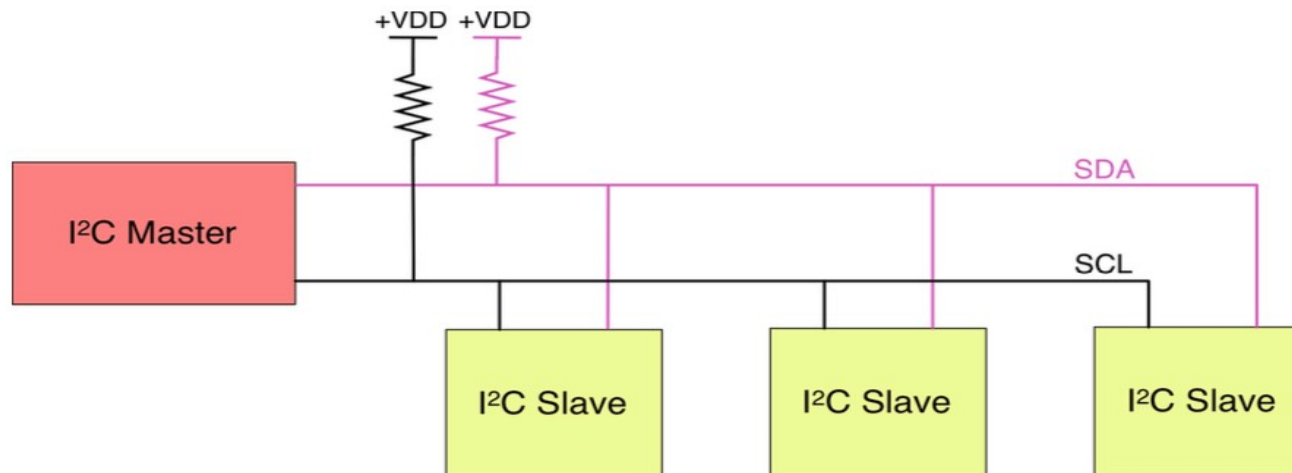 +VDD +VDD
SDA
I²C Master
SCL
I²C Slave
I²C Slave
I²C Slave